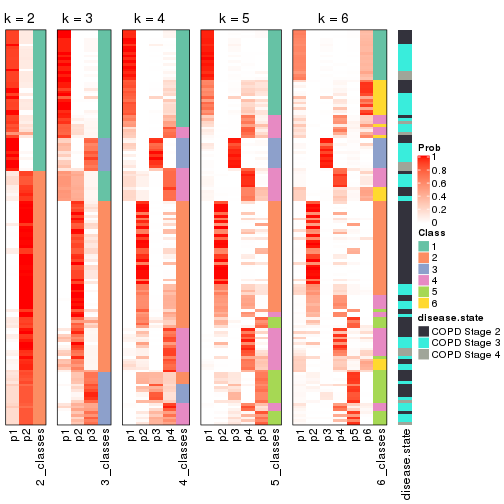 k = 2
k = 3
k = 4
k = 5
k = 6
Prob
1
0.8
0.6
0.4
0.2
0
Class
1
2
3
4
5
6
disease.state
COPD Stage 2
COPD Stage 3
COPD Stage 4
p1
p2
2_classes
p1
p2
p3
3_classes
p1
p2
p3
p4
4_classes
p1
p2
p3
p4
p5
5_classes
p1
p2
p3
p4
p5
p6
6_classes
disease.state